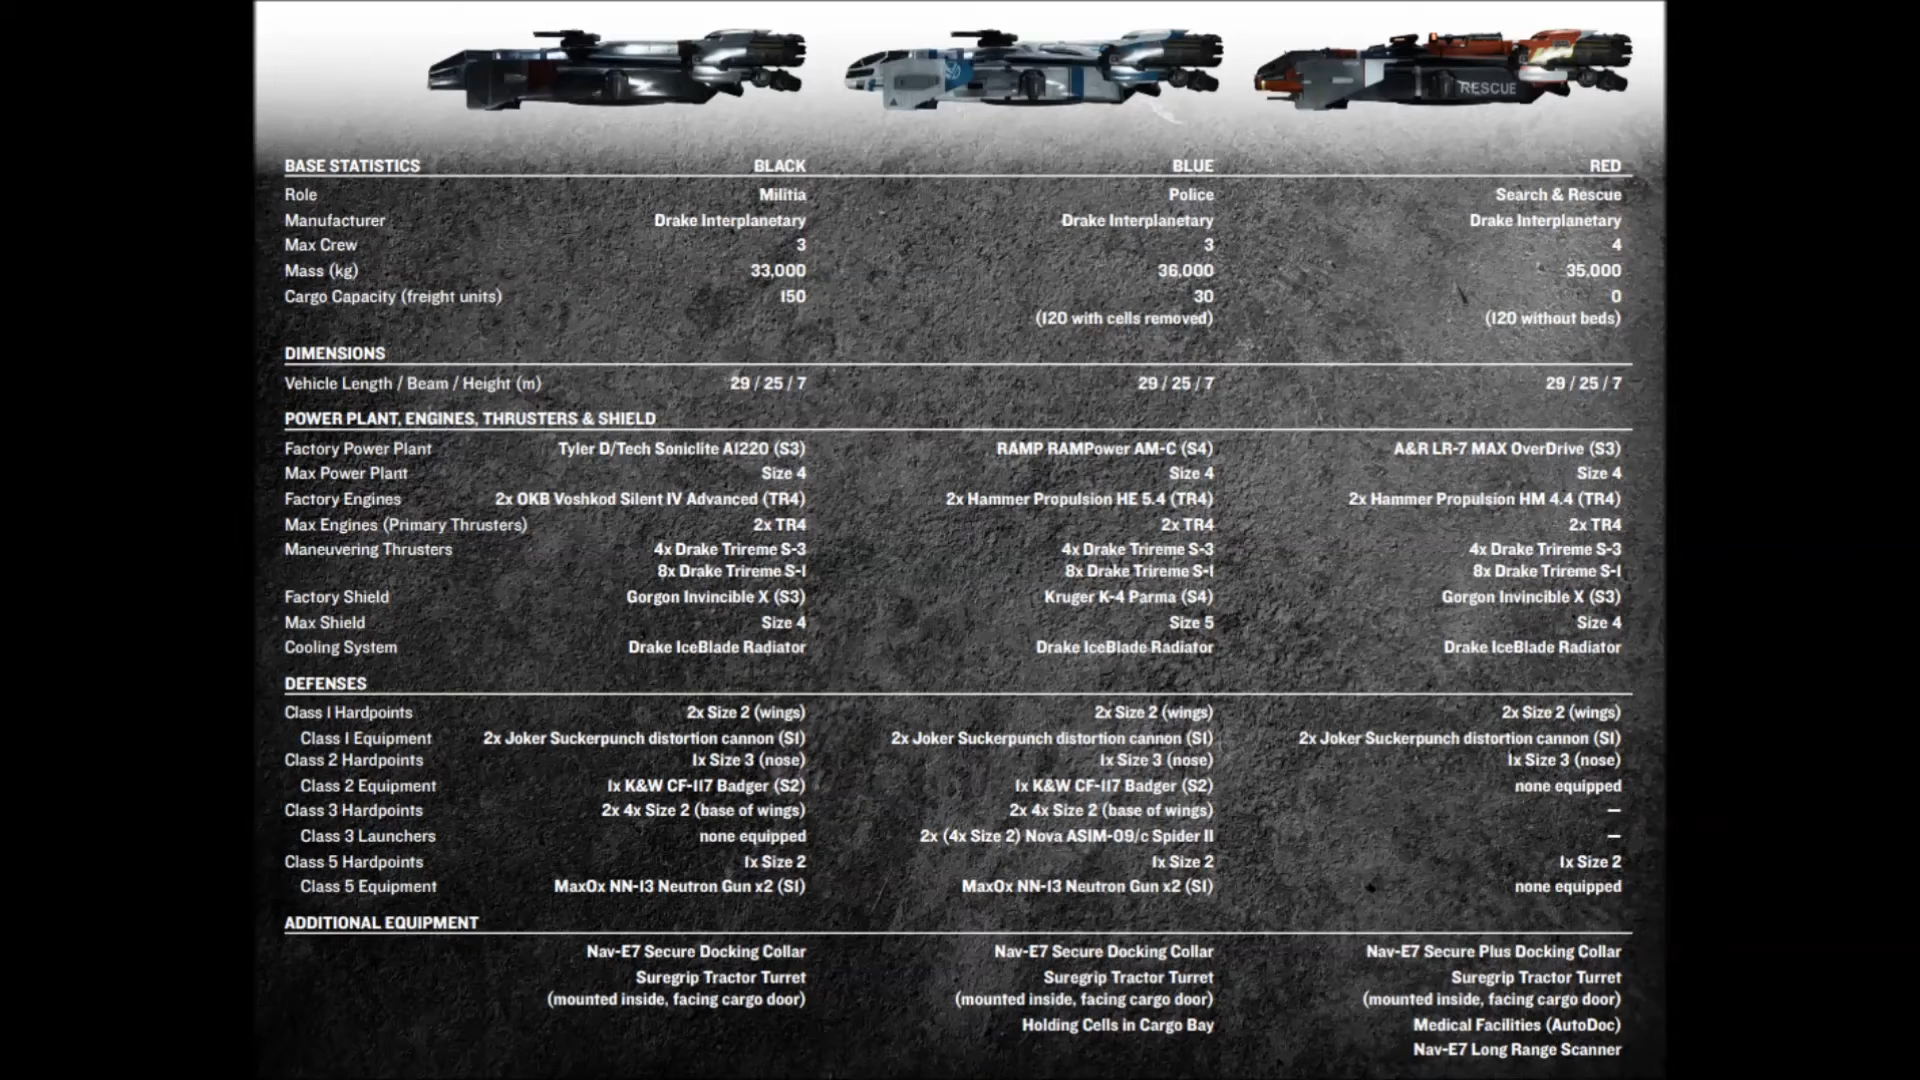 RESCUE
BASE STATISTICS BLACK BLUE RED
Role Militia Police Search & Rescue
Manufacturer Drake Interplanetary Drake Interplanetary Drake Interplanetary
Max Crew 3 3 4
Mass (kg) 33,000 36,000 35,000
Cargo Capacity (freight units) 150 30 0
(120 with cells removed) (120 without beds)
DIMENSIONS
Vehicle Length / Beam / Height (m) 29 / 25 / 7 29 / 25 / 7 29 / 25 / 7
POWER PLANT, ENGINES, THRUSTERS & SHIELD
Factory Power Plant Tyler D/Tech Soniclite A1220 (S3) RAMP RAMPower AM-C (S4) A&R LR-7 MAX OverDrive (S3)
Max Power Plant Size 4 Size 4 Size 4
Factory Engines 2x OKB Voshkod Silent IV Advanced (TR4) 2x Hammer Propulsion HE 5.4 (TR4) 2x Hammer Propulsion HM 4.4 (TR4)
Max Engines (Primary Thrusters) 2x TR4 2x TR4 2x TR4
Maneuvering Thrusters 4x Drake Trireme S-3 4x Drake Trireme S-3 4x Drake Trireme S-3
8x Drake Trireme S-1 8x Drake Trireme S-1 8x Drake Trireme S-1
Factory Shield Gorgon Invincible X (S3) Kruger K-4 Parma (S4) Gorgon Invincible X (S3)
Max Shield Size 4 Size 5 Size 4
Cooling System Drake IceBlade Radiator Drake IceBlade Radiator Drake IceBlade Radiator
DEFENSES
Class 1 Hardpoints 2x Size 2 (wings) 2x Size 2 (wings) 2x Size 2 (wings)
Class 1 Equipment 2x Joker Suckerpunch distortion cannon (S1) 2x Joker Suckerpunch distortion cannon (S1) 2x Joker Suckerpunch distortion cannon (S1)
Class 2 Hardpoints 1x Size 3 (nose) 1x Size 3 (nose) 1x Size 3 (nose)
Class 2 Equipment 1x K&W CF-117 Badger (S2) 1x K&W CF-117 Badger (S2) none equipped
Class 3 Hardpoints 2x 4x Size 2 (base of wings) 2x 4x Size 2 (base of wings) —
Class 3 Launchers none equipped 2x (4x Size 2) Nova ASIM-09/c Spider II —
Class 5 Hardpoints 1x Size 2 1x Size 2 1x Size 2
Class 5 Equipment MaxOx NN-13 Neutron Gun x2 (S1) MaxOx NN-13 Neutron Gun x2 (S1) none equipped
ADDITIONAL EQUIPMENT
Nav-E7 Secure Docking Collar Nav-E7 Secure Docking Collar Nav-E7 Secure Plus Docking Collar
Suregrip Tractor Turret Suregrip Tractor Turret Suregrip Tractor Turret
(mounted inside, facing cargo door) (mounted inside, facing cargo door) (mounted inside, facing cargo door)
Holding Cells in Cargo Bay Medical Facilities (AutoDoc)
Nav-E7 Long Range Scanner